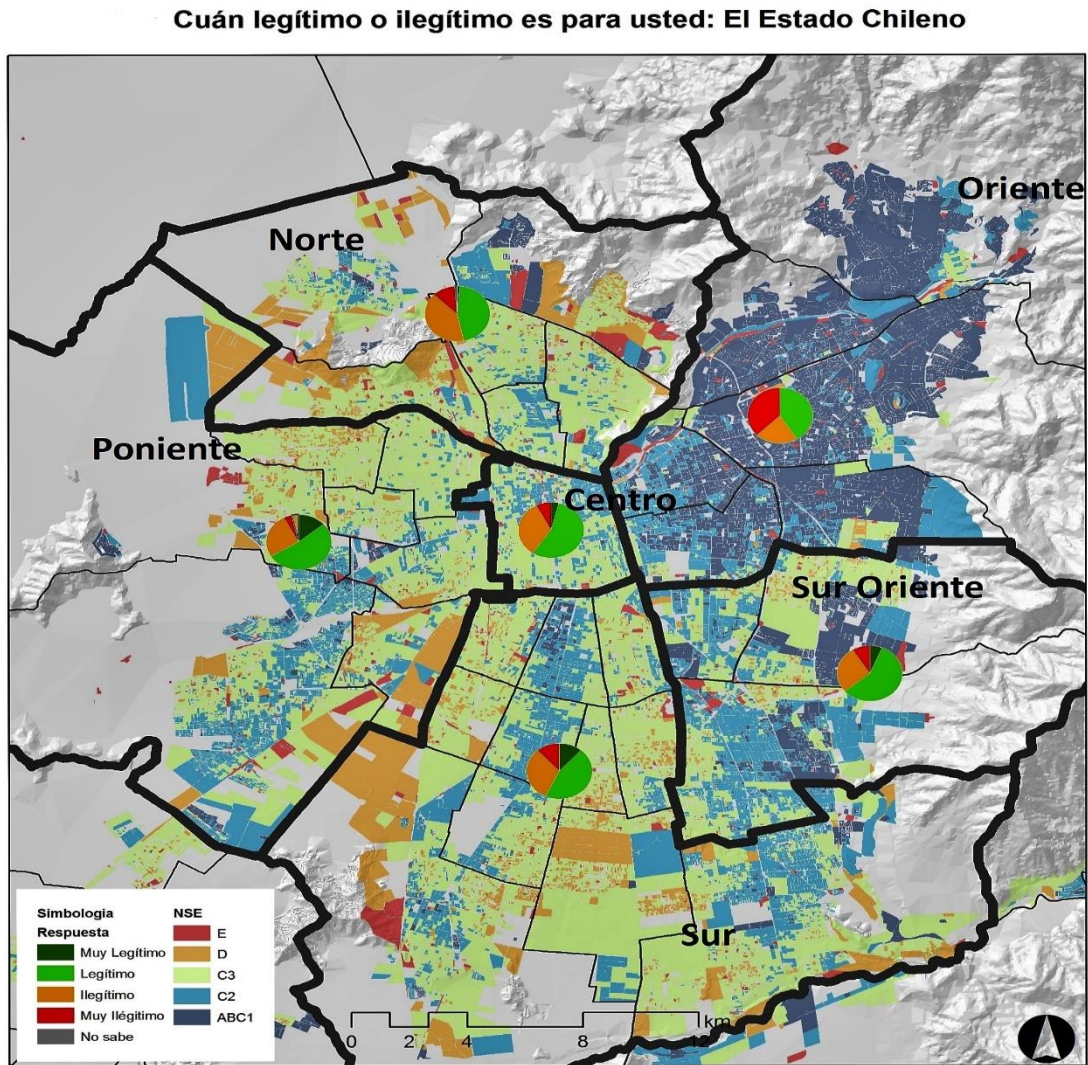 Cuán legítimo o ilegítimo es para usted: El Estado Chileno
Oriente
Norte
Poniente
Centro
Sur Oriente
Sur
Simbologia
Respuesta
Muy Legítimo
Legítimo
Ilegítimo
Muy Ilégitimo
No sabe
NSE
E
D
C3
C2
ABC1
km
0 2 4 8 12